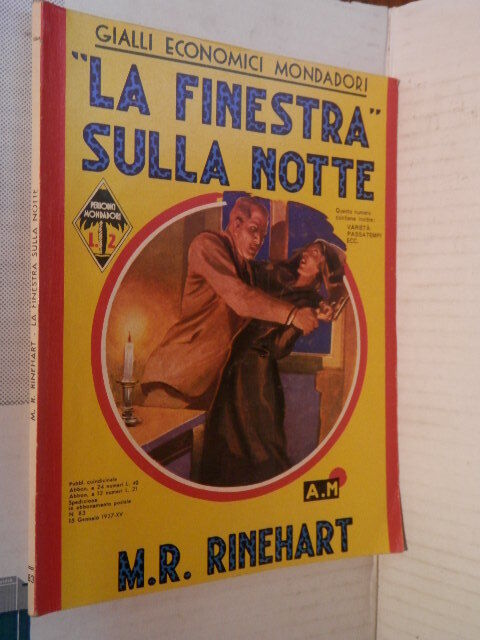 GIALLI ECONOMICI MONDADORI
"LA FINESTRA"
SULLA NOTTE
PERIODICI
MONDADORI
L. 2
Questo numero
contiene inoltre:
VARIETÀ
PASSATEMPI
ECC.
Pubbl. quindicinale
Abbon. a 24 numeri L. 40
Abbon. a 12 numeri L. 21
Spedizione
in abbonamento postale
N. 83
15 Gennaio 1937-XV
A.M
M.R. RINEHART
M. R. RINEHART - LA FINESTRA SULLA NOTTE
83